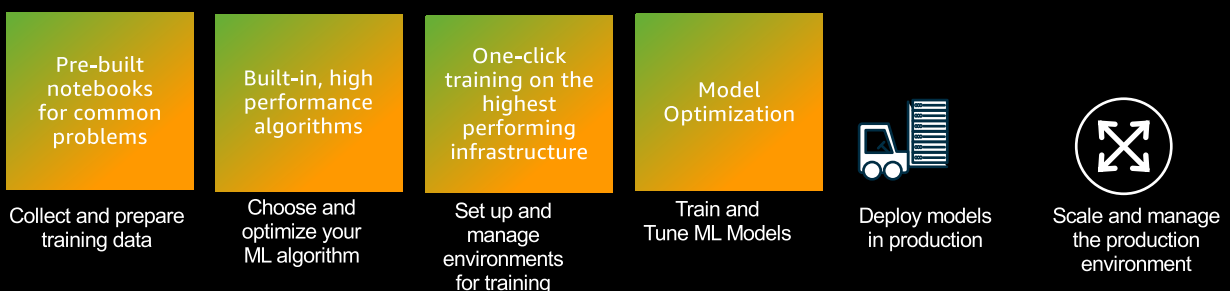 Pre-built
notebooks
for common
problems
Built-in, high
performance
algorithms
One-click
training on the
highest
performing
infrastructure
Model
Optimization
Collect and prepare
training data
Choose and
optimize your
ML algorithm
Set up and
manage
environments
for training
Train and
Tune ML Models
Deploy models
in production
Scale and manage
the production
environment